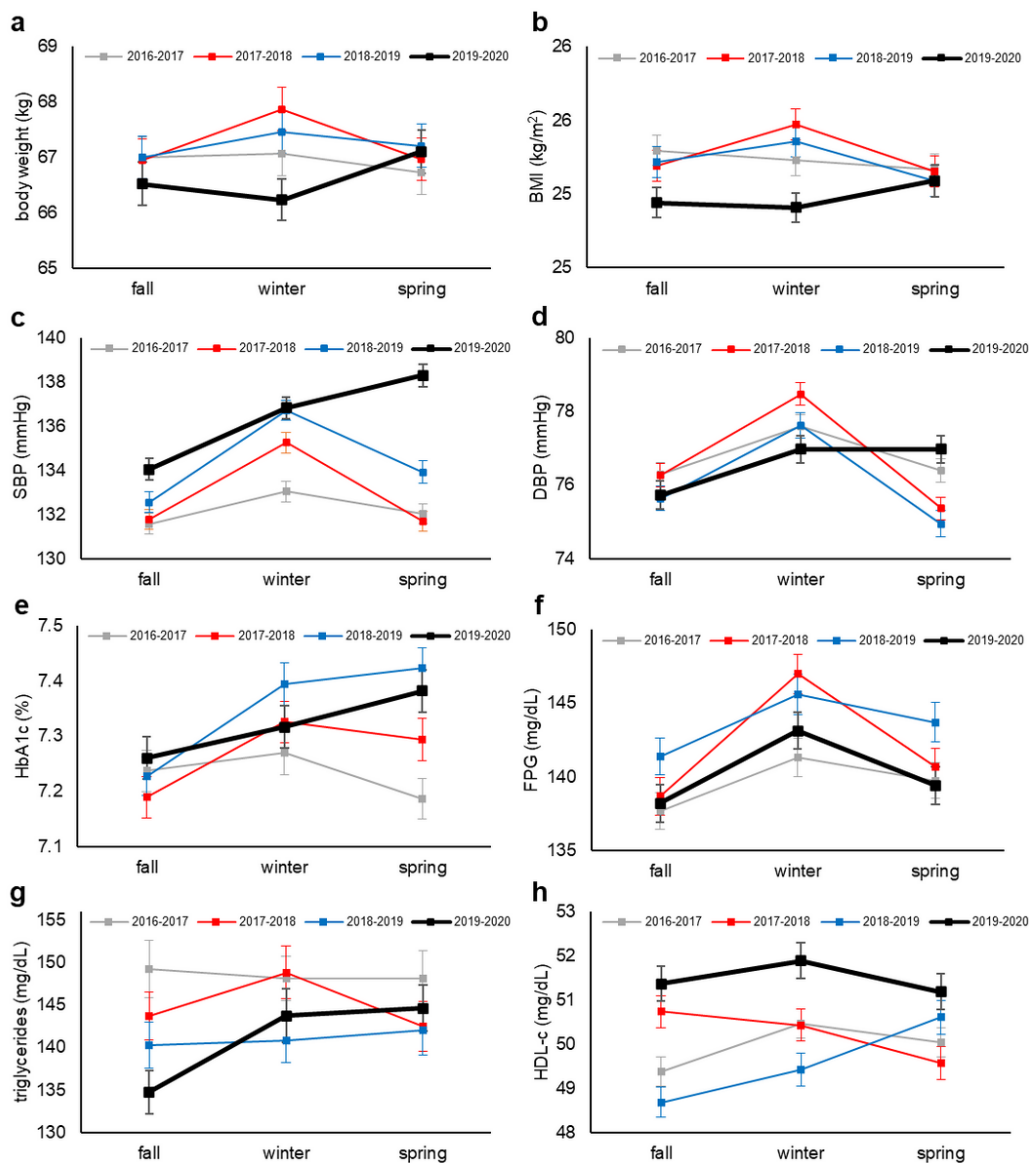 a
69
2016-2017 2017-2018 2018-2019 2019-2020
68
67
66
65
body weight (kg)
fall winter spring
b
26
2016-2017 2017-2018 2018-2019 2019-2020
26
25
25
BMI (kg/m²)
fall winter spring
c
140
2016-2017 2017-2018 2018-2019 2019-2020
138
136
134
132
130
SBP (mmHg)
fall winter spring
d
80
2016-2017 2017-2018 2018-2019 2019-2020
78
76
74
DBP (mmHg)
fall winter spring
e
7.5
2016-2017 2017-2018 2018-2019 2019-2020
7.4
7.3
7.2
7.1
HbA1c (%)
fall winter spring
f
150
2016-2017 2017-2018 2018-2019 2019-2020
145
140
135
FPG (mg/dL)
fall winter spring
g
155
2016-2017 2017-2018 2018-2019 2019-2020
150
145
140
135
130
triglycerides (mg/dL)
fall winter spring
h
53
2016-2017 2017-2018 2018-2019 2019-2020
52
51
50
49
48
HDL-c (mg/dL)
fall winter spring